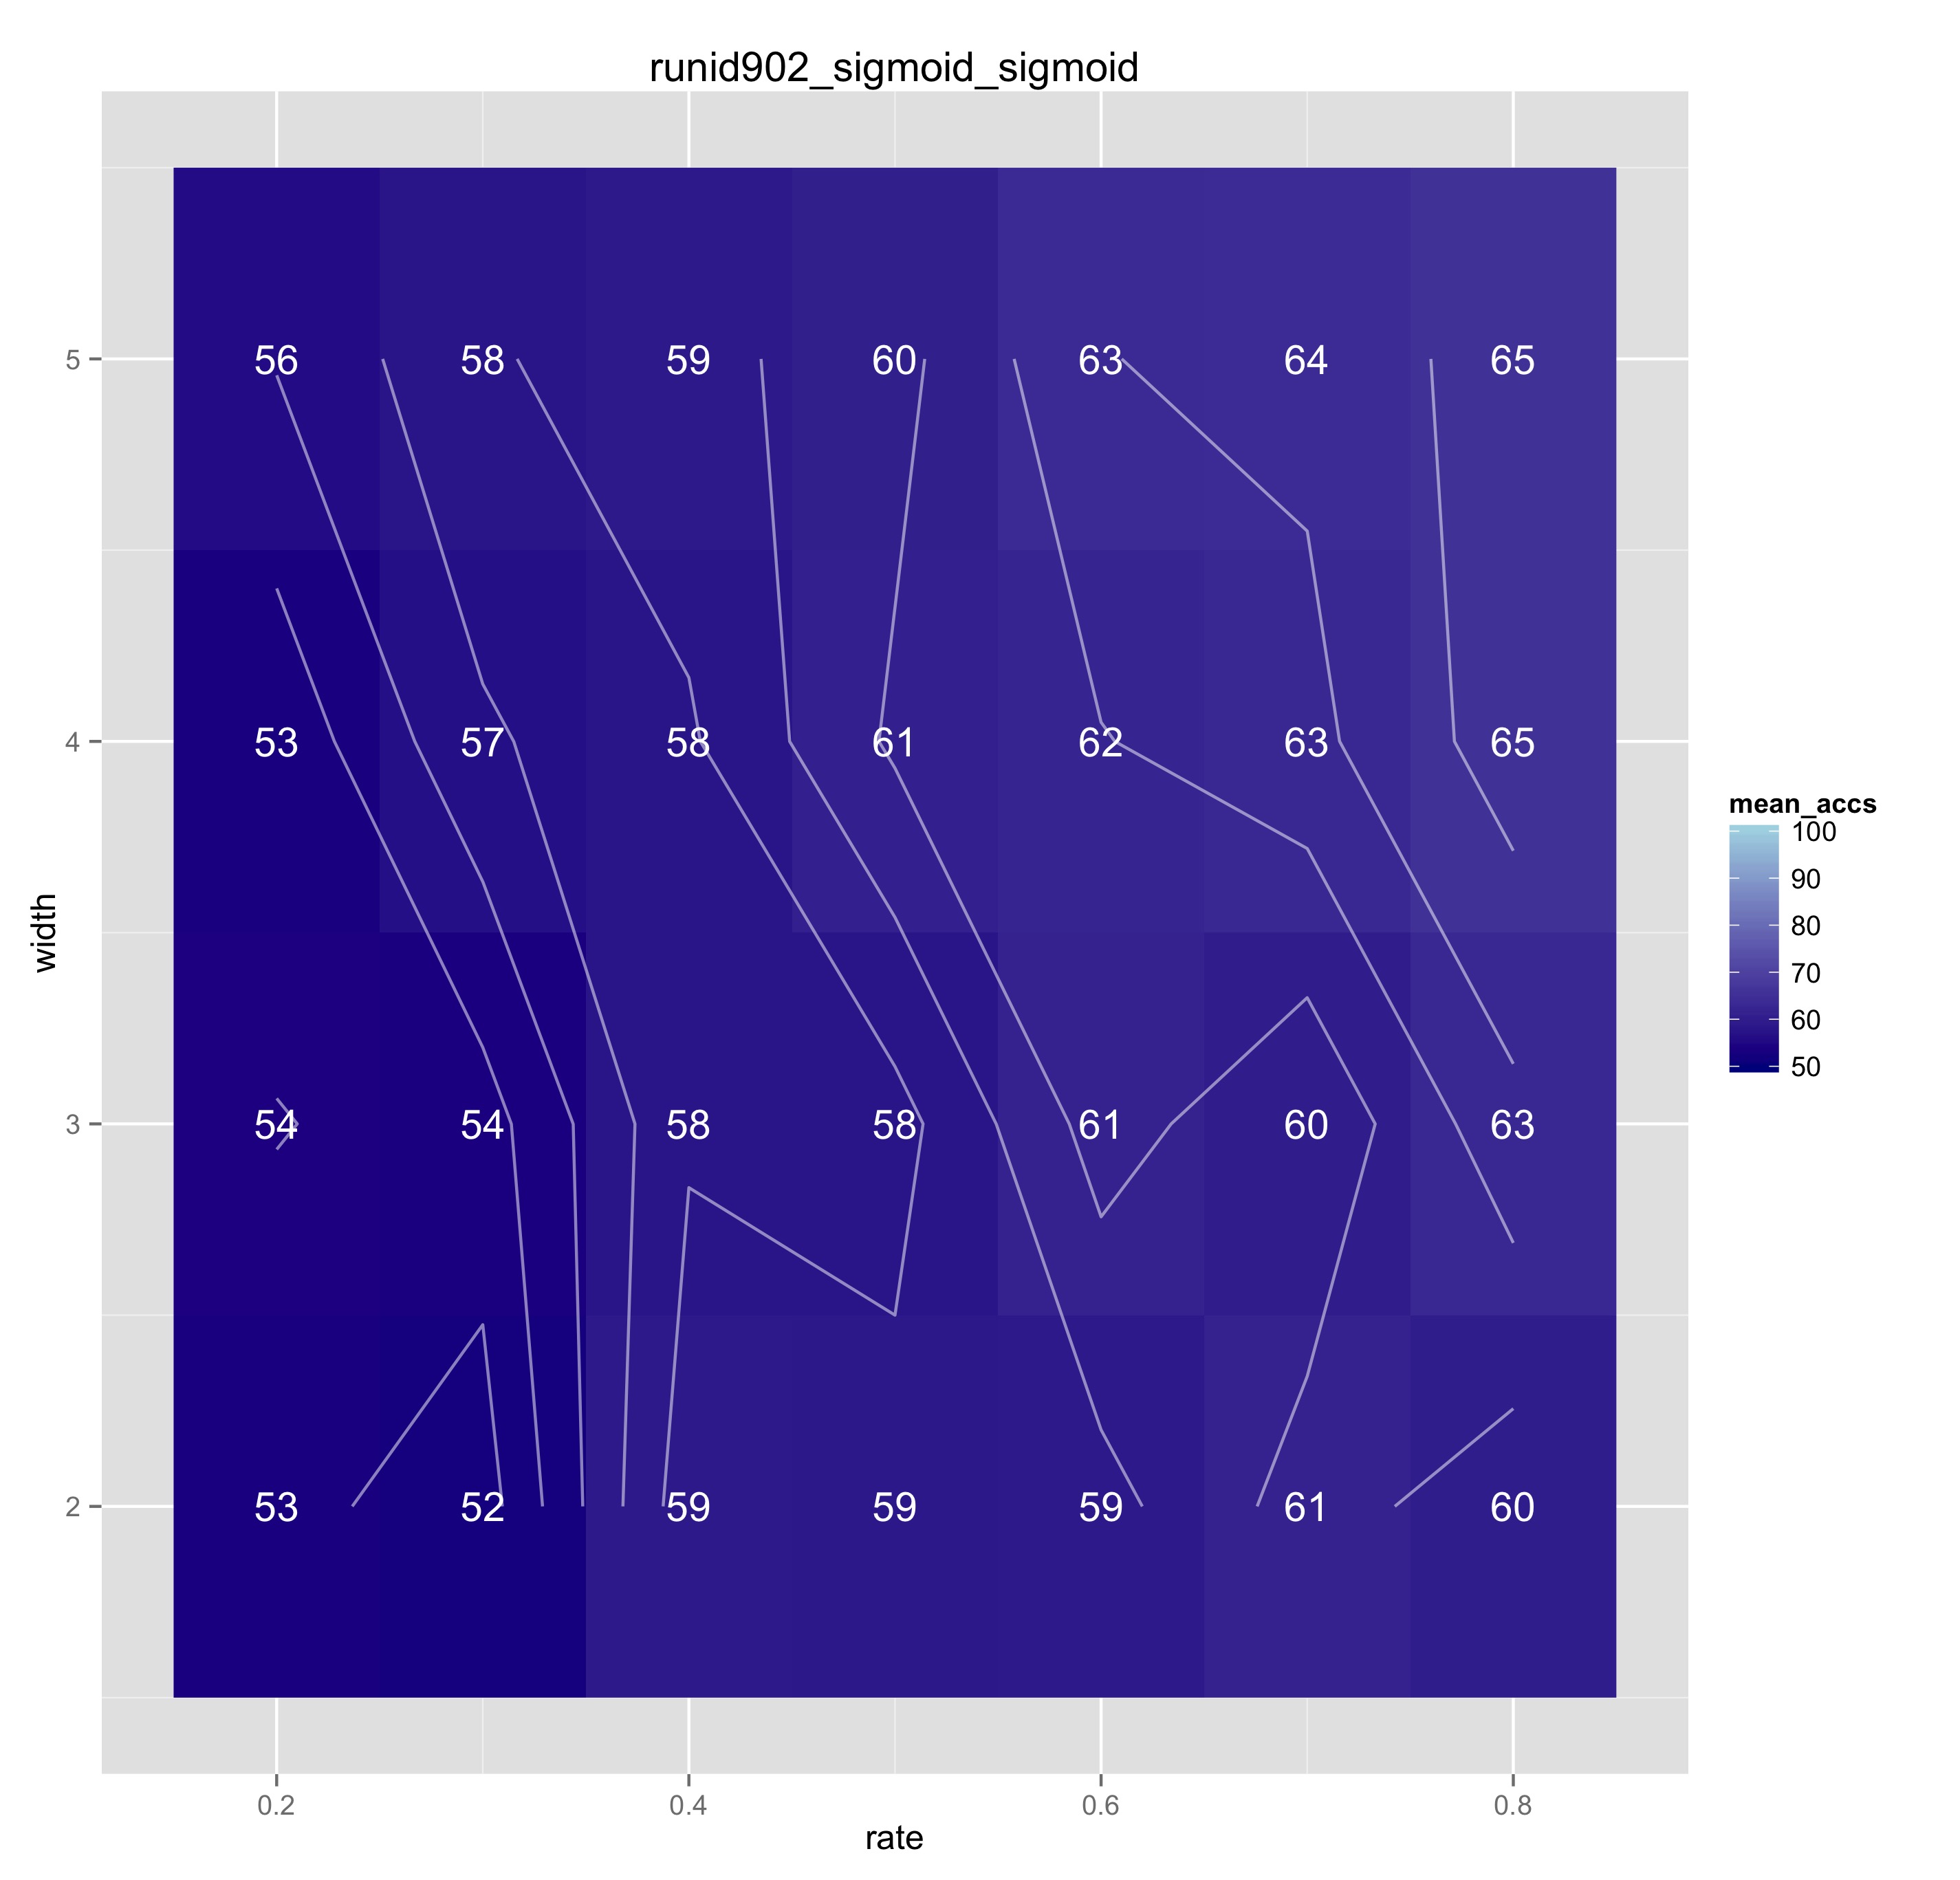 runid902_sigmoid_sigmoid
5
56 58 59 60 63 64 65
4
53 57 58 61 62 63 65
3
54 54 58 58 61 60 63
2
53 52 59 59 59 61 60
0.2 0.4 0.6 0.8
rate
width
mean_accs
100
90
80
70
60
50